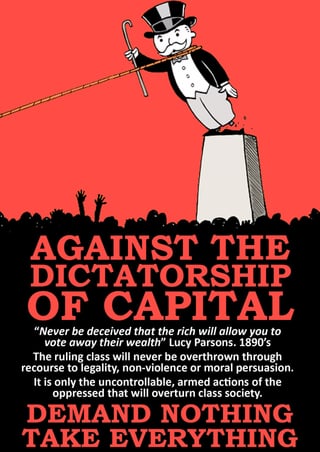 AGAINST THE
DICTATORSHIP
OF CAPITAL
“Never be deceived that the rich will allow you to
vote away their wealth” Lucy Parsons. 1890’s
The ruling class will never be overthrown through
recourse to legality, non-violence or moral persuasion.
It is only the uncontrollable, armed actions of the
oppressed that will overturn class society.
DEMAND NOTHING
TAKE EVERYTHING